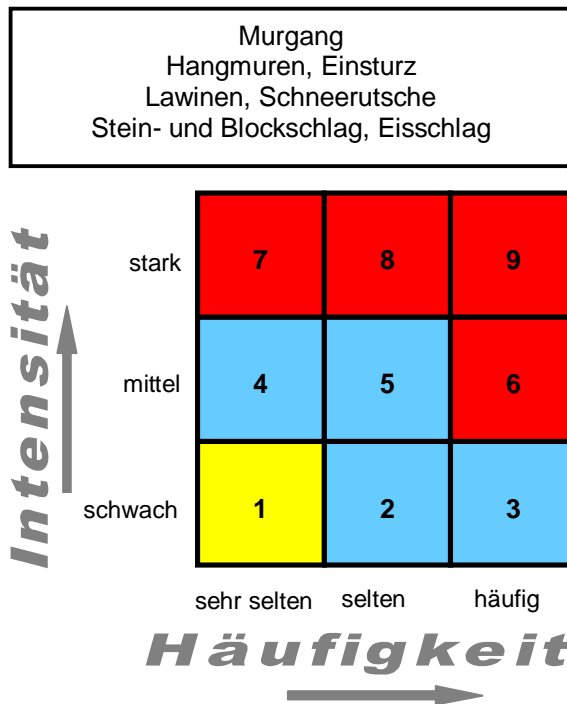 Murgang
Hangmuren, Einsturz
Lawinen, Schneerutsche
Stein- und Blockschlag, Eisschlag
Intensität
stark 7 8 9
mittel 4 5 6
schwach 1 2 3
sehr selten selten häufig
Häufigkeit